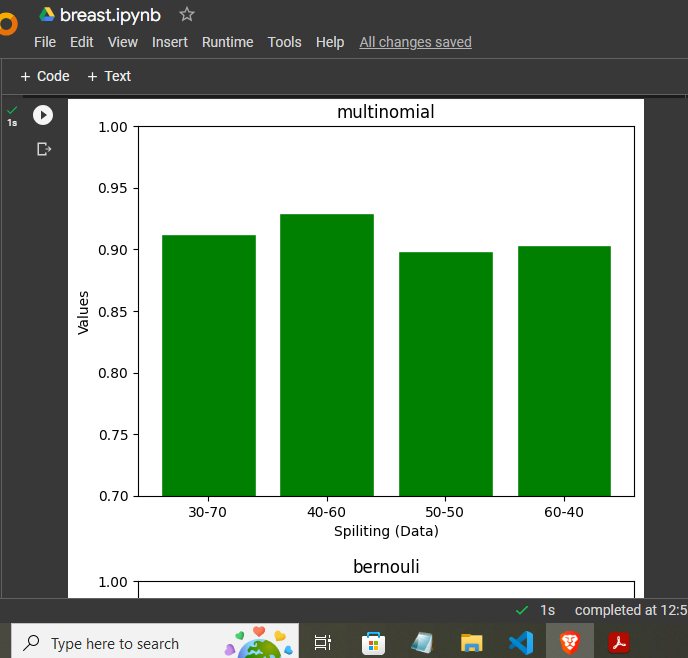 breast.ipynb
File Edit View Insert Runtime Tools Help All changes saved
+ Code + Text
1s
multinomial
1.00
0.95
0.90
0.85
0.80
0.75
0.70
Values
30-70 40-60 50-50 60-40
Spiliting (Data)
bernouli
1.00
1s completed at 12:5
Type here to search